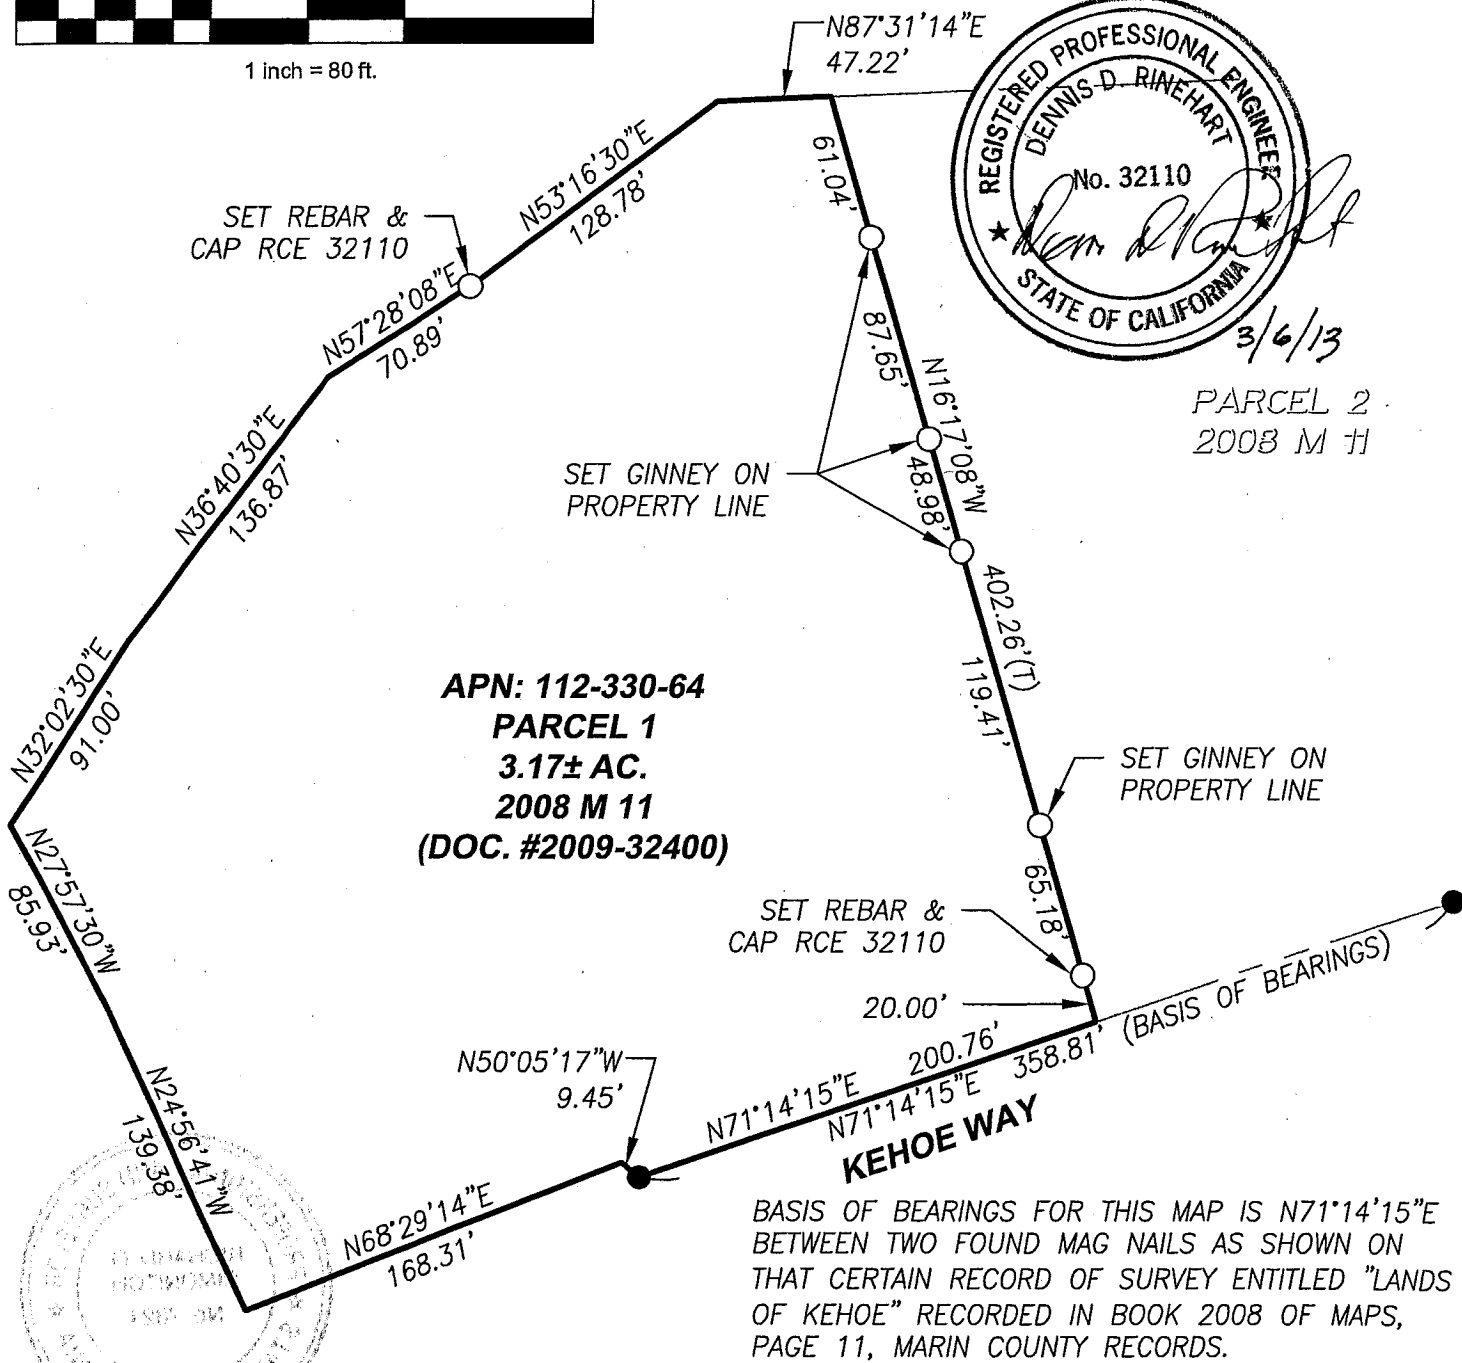 1 inch = 80 ft.
N87°31'14"E
47.22'
REGISTERED PROFESSIONAL ENGINEER
DENNIS D. RINEHART
No. 32110
STATE OF CALIFORNIA
3/6/13
PARCEL 2
2008 M 11
61.04'
N53°16'30"E
128.78'
SET REBAR &
CAP RCE 32110
N57°28'08"E
70.89'
87.65'
N16°17'08"W
48.98'
SET GINNEY ON
PROPERTY LINE
N36°40'30"E
136.87'
402.26'(T)
119.41'
N32°02'30"E
91.00'
APN: 112-330-64
PARCEL 1
3.17± AC.
2008 M 11
(DOC. #2009-32400)
SET GINNEY ON
PROPERTY LINE
65.18'
SET REBAR &
CAP RCE 32110
20.00'
N27°57'30"W
85.93'
N24°56'41"W
139.38'
N50°05'17"W
9.45'
N68°29'14"E
168.31'
N71°14'15"E
200.76'
N71°14'15"E
358.81'
(BASIS OF BEARINGS)
KEHOE WAY
BASIS OF BEARINGS FOR THIS MAP IS N71°14'15"E
BETWEEN TWO FOUND MAG NAILS AS SHOWN ON
THAT CERTAIN RECORD OF SURVEY ENTITLED "LANDS
OF KEHOE" RECORDED IN BOOK 2008 OF MAPS,
PAGE 11, MARIN COUNTY RECORDS.